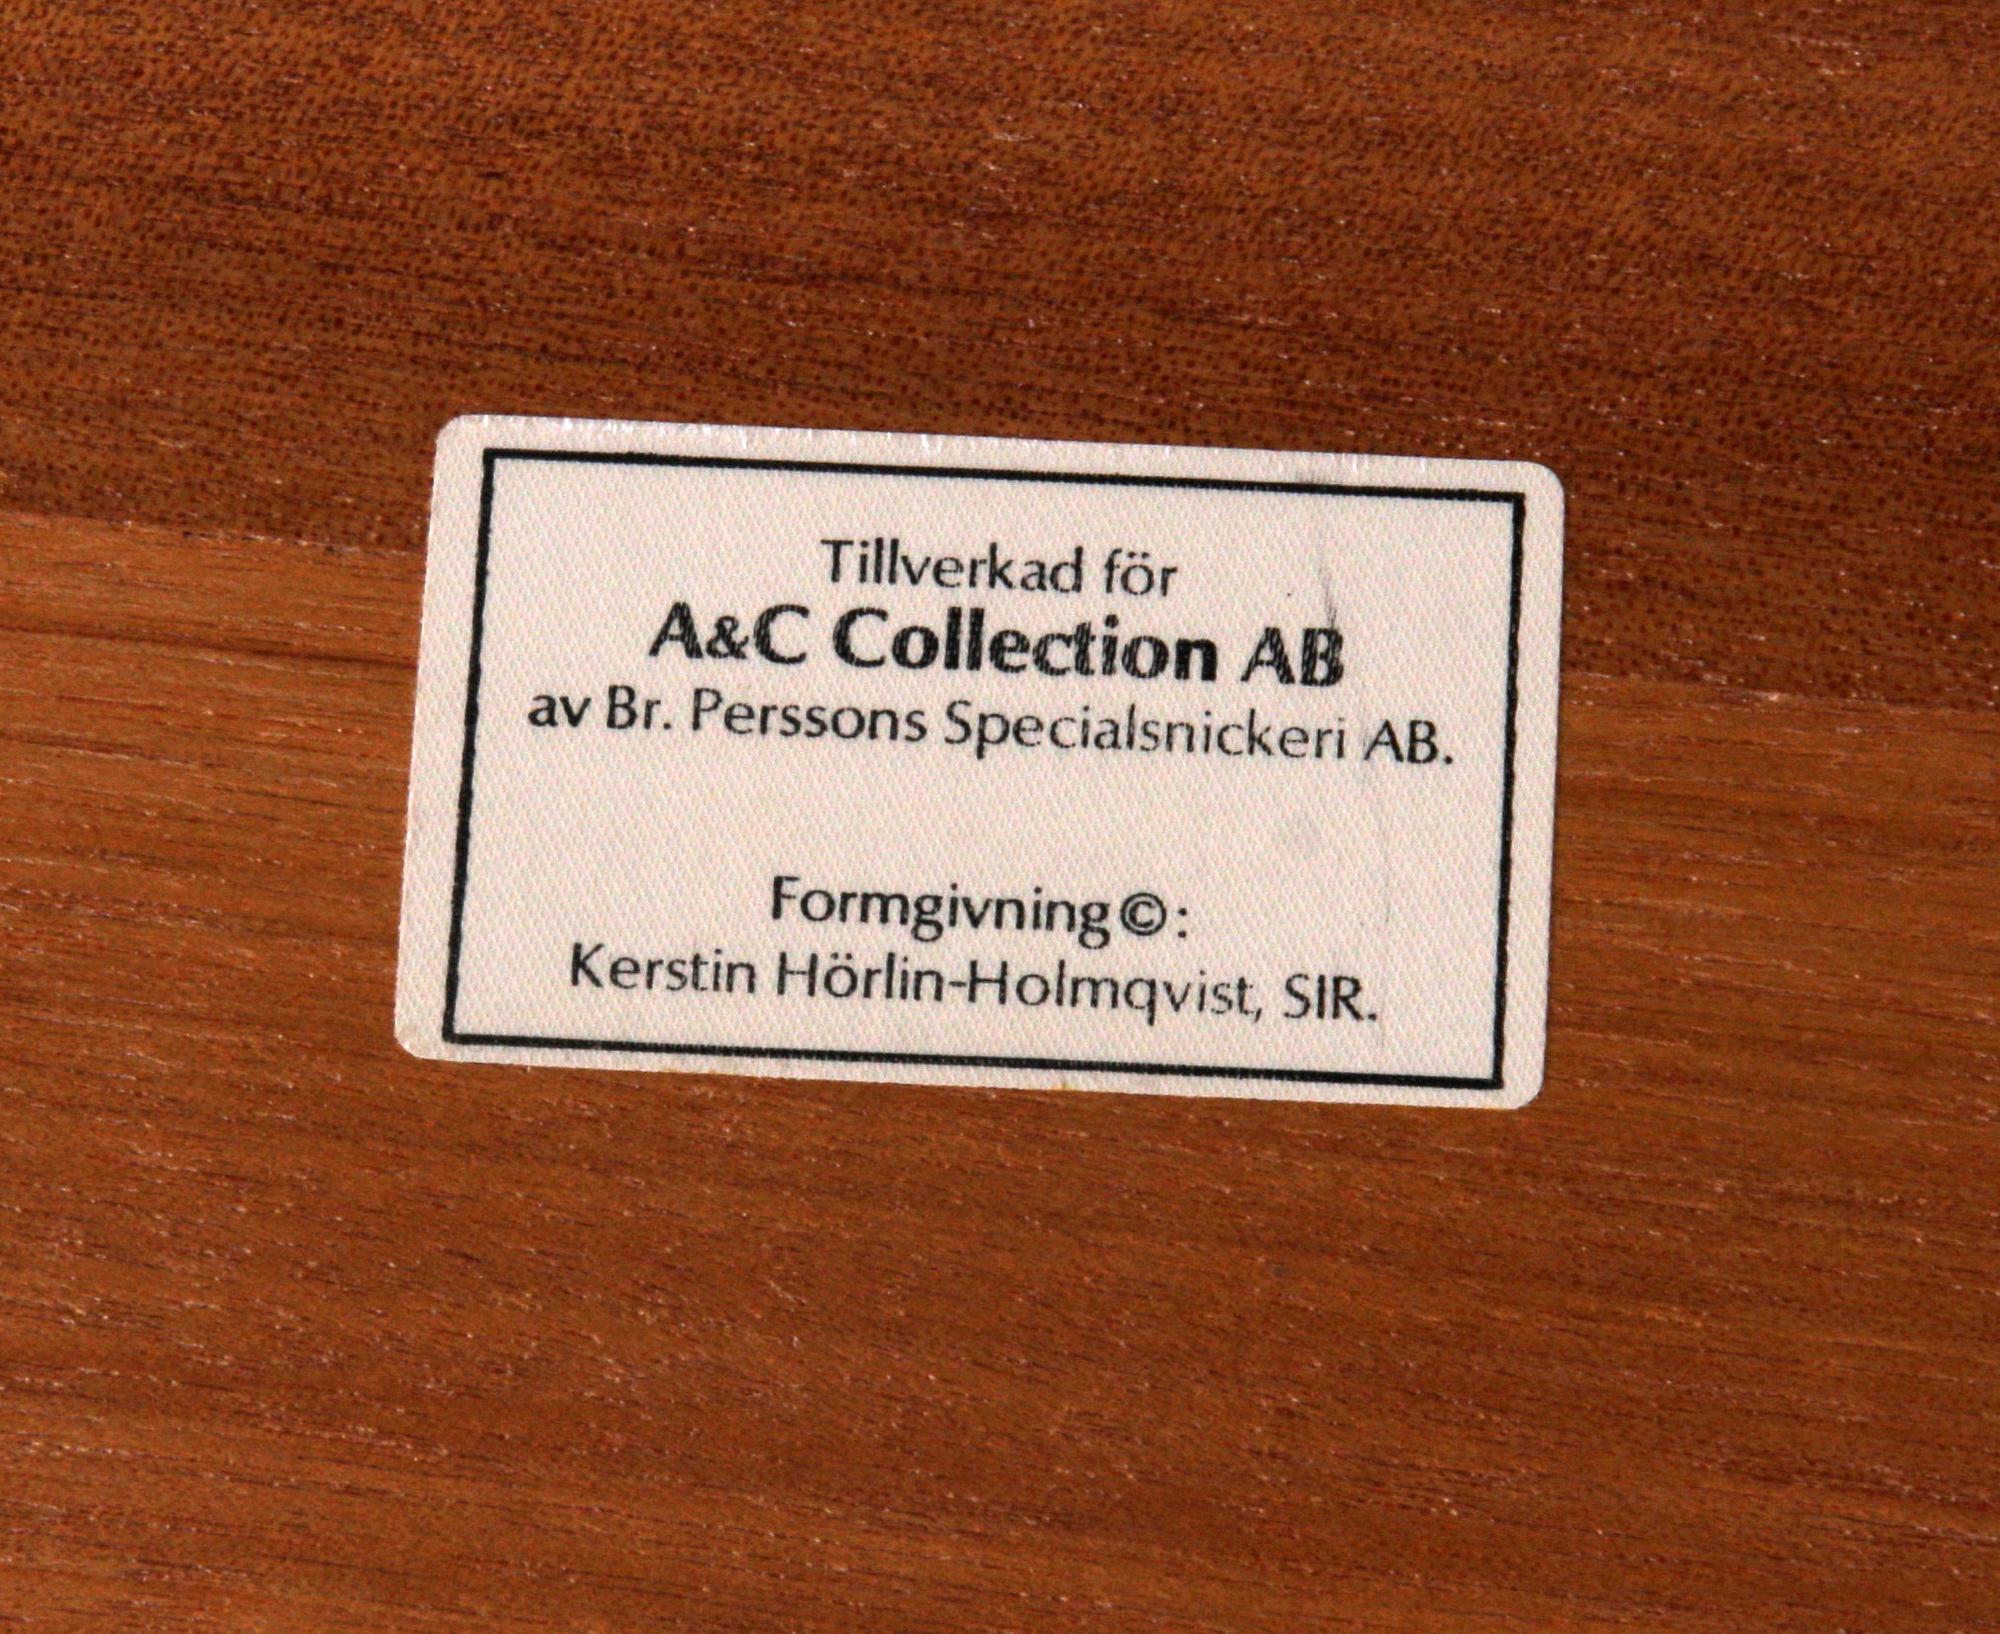 Tillverkad för
A&C Collection AB
av Br. Perssons Specialsnickeri AB.
Formgivning©:
Kerstin Hörlin-Holmqvist, SIR.